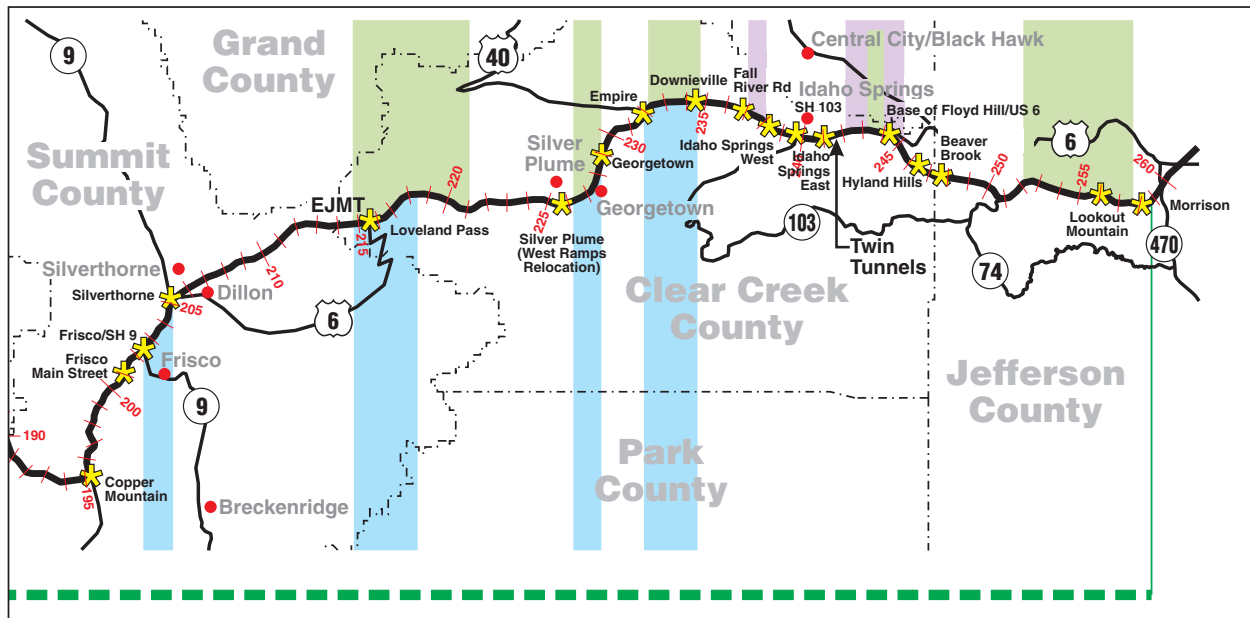 9
Grand
County
40
Central City/Black Hawk
Downieville
Fall
River Rd
Idaho Springs
SH 103
Empire
Base of Floyd Hill/US 6
235
6
Summit
County
230
Silver
Plume
Georgetown
Idaho Springs
West
240
Idaho
Springs
East
245
Beaver
Brook
Hyland Hills
250
255
260
220
EJMT
215
Loveland Pass
225
Georgetown
Lookout
Mountain
Morrison
Silver Plume
(West Ramps
Relocation)
103
Twin
Tunnels
470
74
210
Silverthorne
Silverthorne
205
Dillon
6
Clear Creek
County
Frisco/SH 9
Frisco
Main Street
Frisco
200
9
Jefferson
County
190
Park
County
Copper
Mountain
195
Breckenridge